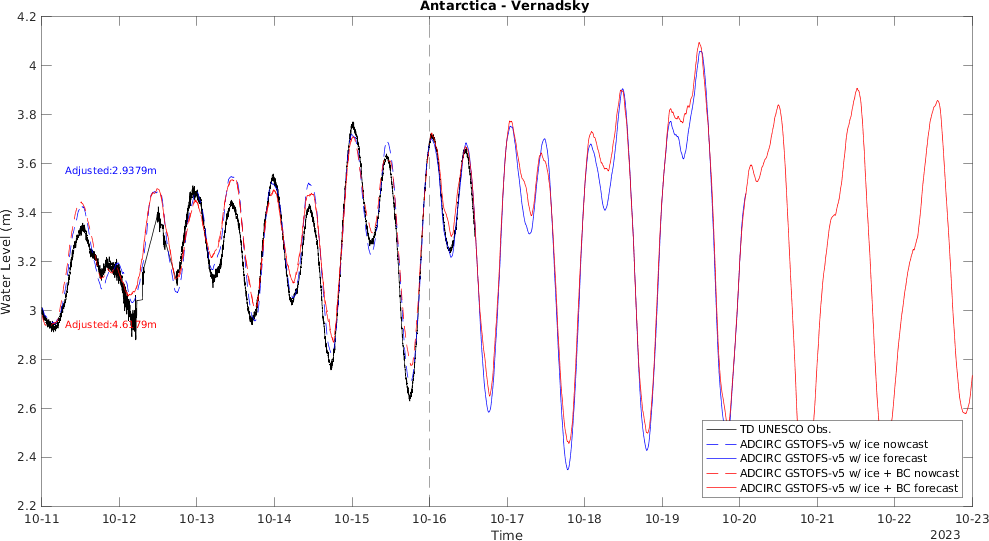 Antarctica - Vernadsky
4.2
4
3.8
3.6
3.4
3.2
3
2.8
2.6
2.4
2.2
Water Level (m)
Adjusted:2.9379m
TD UNESCO Obs.
ADCIRC GSTOFS-v5 w/ ice nowcast
ADCIRC GSTOFS-v5 w/ ice forecast
ADCIRC GSTOFS-v5 w/ ice + BC nowcast
ADCIRC GSTOFS-v5 w/ ice + BC forecast
10-11 10-12 10-13 10-14 10-15 10-16 10-17 10-18 10-19 10-20 10-21 10-22 10-23
Time
2023